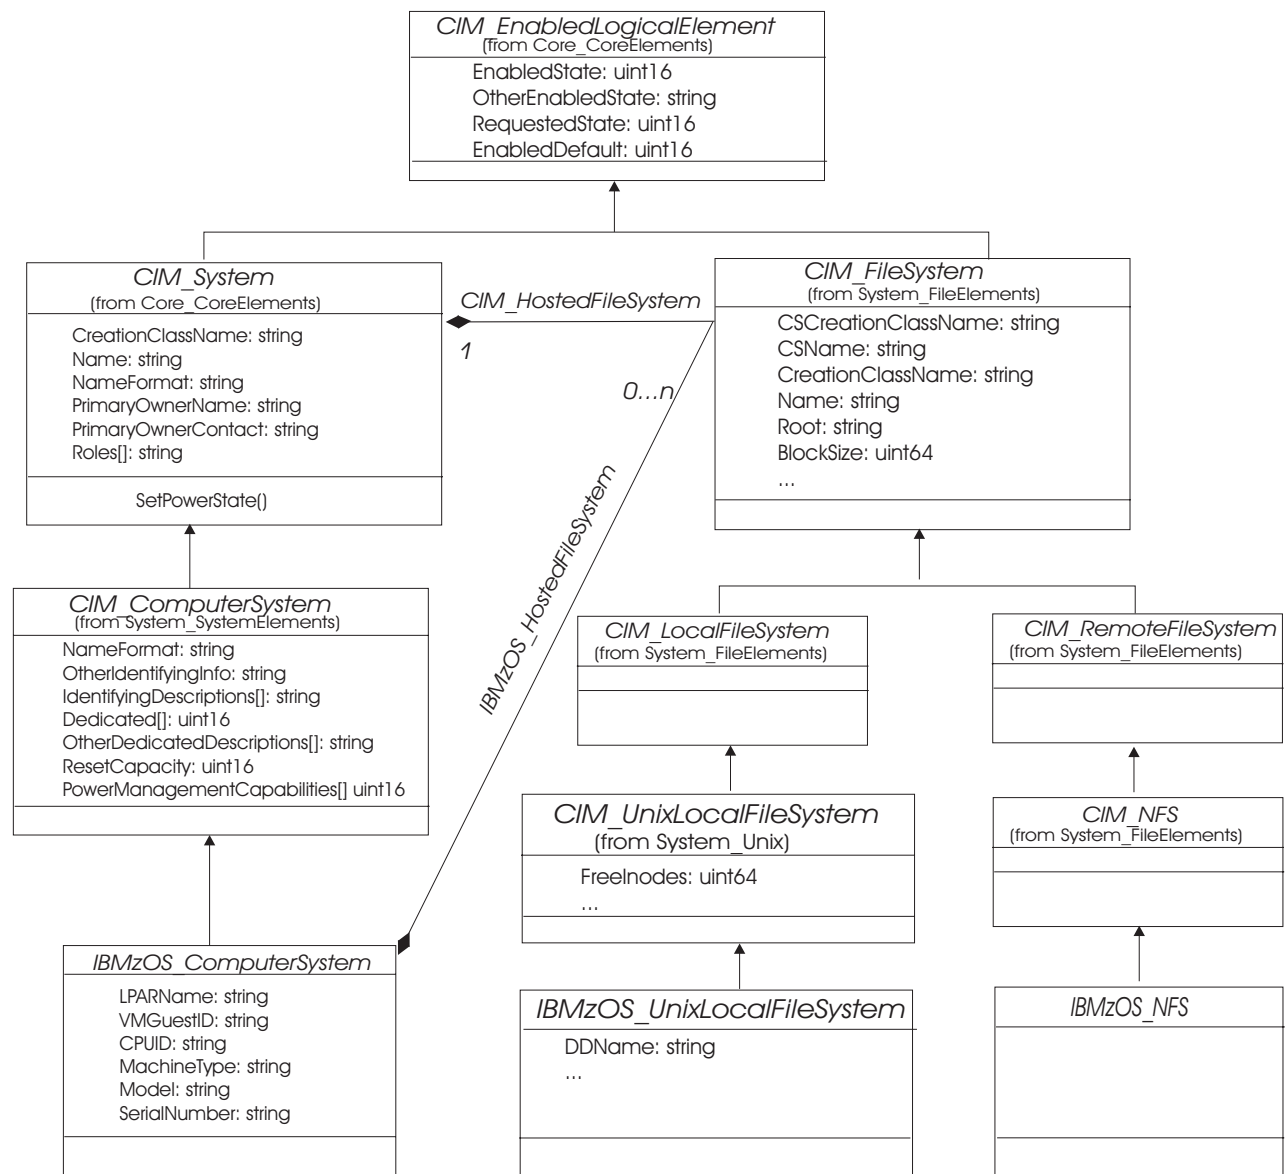 CIM_EnabledLogicalElement
(from Core_CoreElements)
EnabledState: uint16
OtherEnabledState: string
RequestedState: uint16
EnabledDefault: uint16
CIM_System
(from Core_CoreElements)
CreationClassName: string
Name: string
NameFormat: string
PrimaryOwnerName: string
PrimaryOwnerContact: string
Roles[]: string
SetPowerState()
CIM_HostedFileSystem
1
0...n
IBMzOS_HostedFileSystem
CIM_FileSystem
(from System_FileElements)
CSCreationClassName: string
CSName: string
CreationClassName: string
Name: string
Root: string
BlockSize: uint64
...
CIM_ComputerSystem
(from System_SystemElements)
NameFormat: string
OtherIdentifyingInfo: string
IdentifyingDescriptions[]: string
Dedicated[]: uint16
OtherDedicatedDescriptions[]: string
ResetCapacity: uint16
PowerManagementCapabilities[] uint16
CIM_LocalFileSystem
(from System_FileElements)
CIM_RemoteFileSystem
(from System_FileElements)
CIM_UnixLocalFileSystem
(from System_Unix)
FreeInodes: uint64
...
CIM_NFS
(from System_FileElements)
IBMzOS_ComputerSystem
LPARName: string
VMGuestID: string
CPUID: string
MachineType: string
Model: string
SerialNumber: string
IBMzOS_UnixLocalFileSystem
DDName: string
...
IBMzOS_NFS